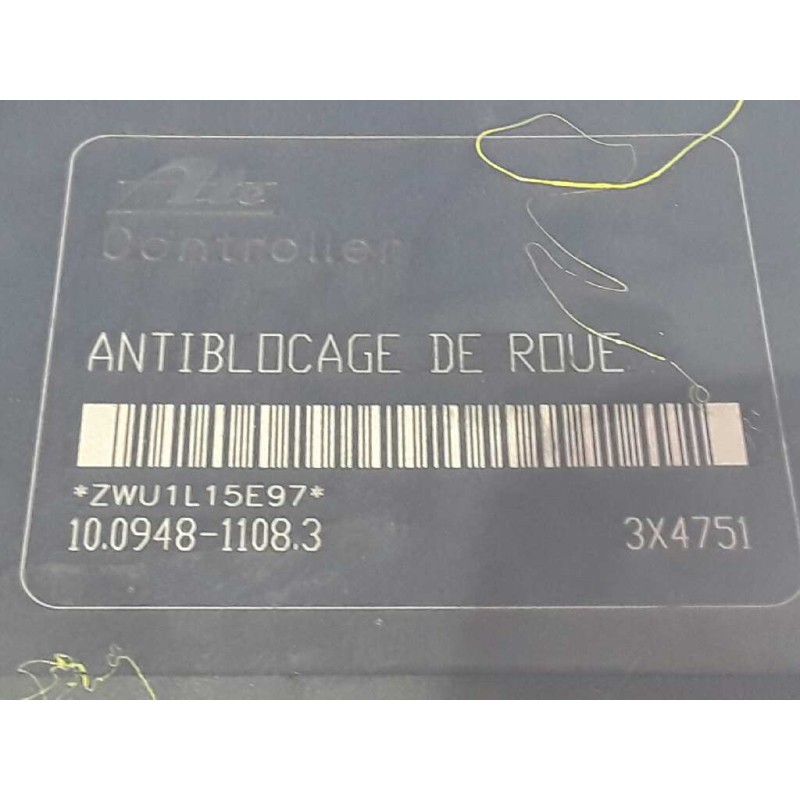 Ate
Controller
ANTIBLOCAGE DE ROUE
*ZWU1L15E97*
10.0948-1108.3
3X4751